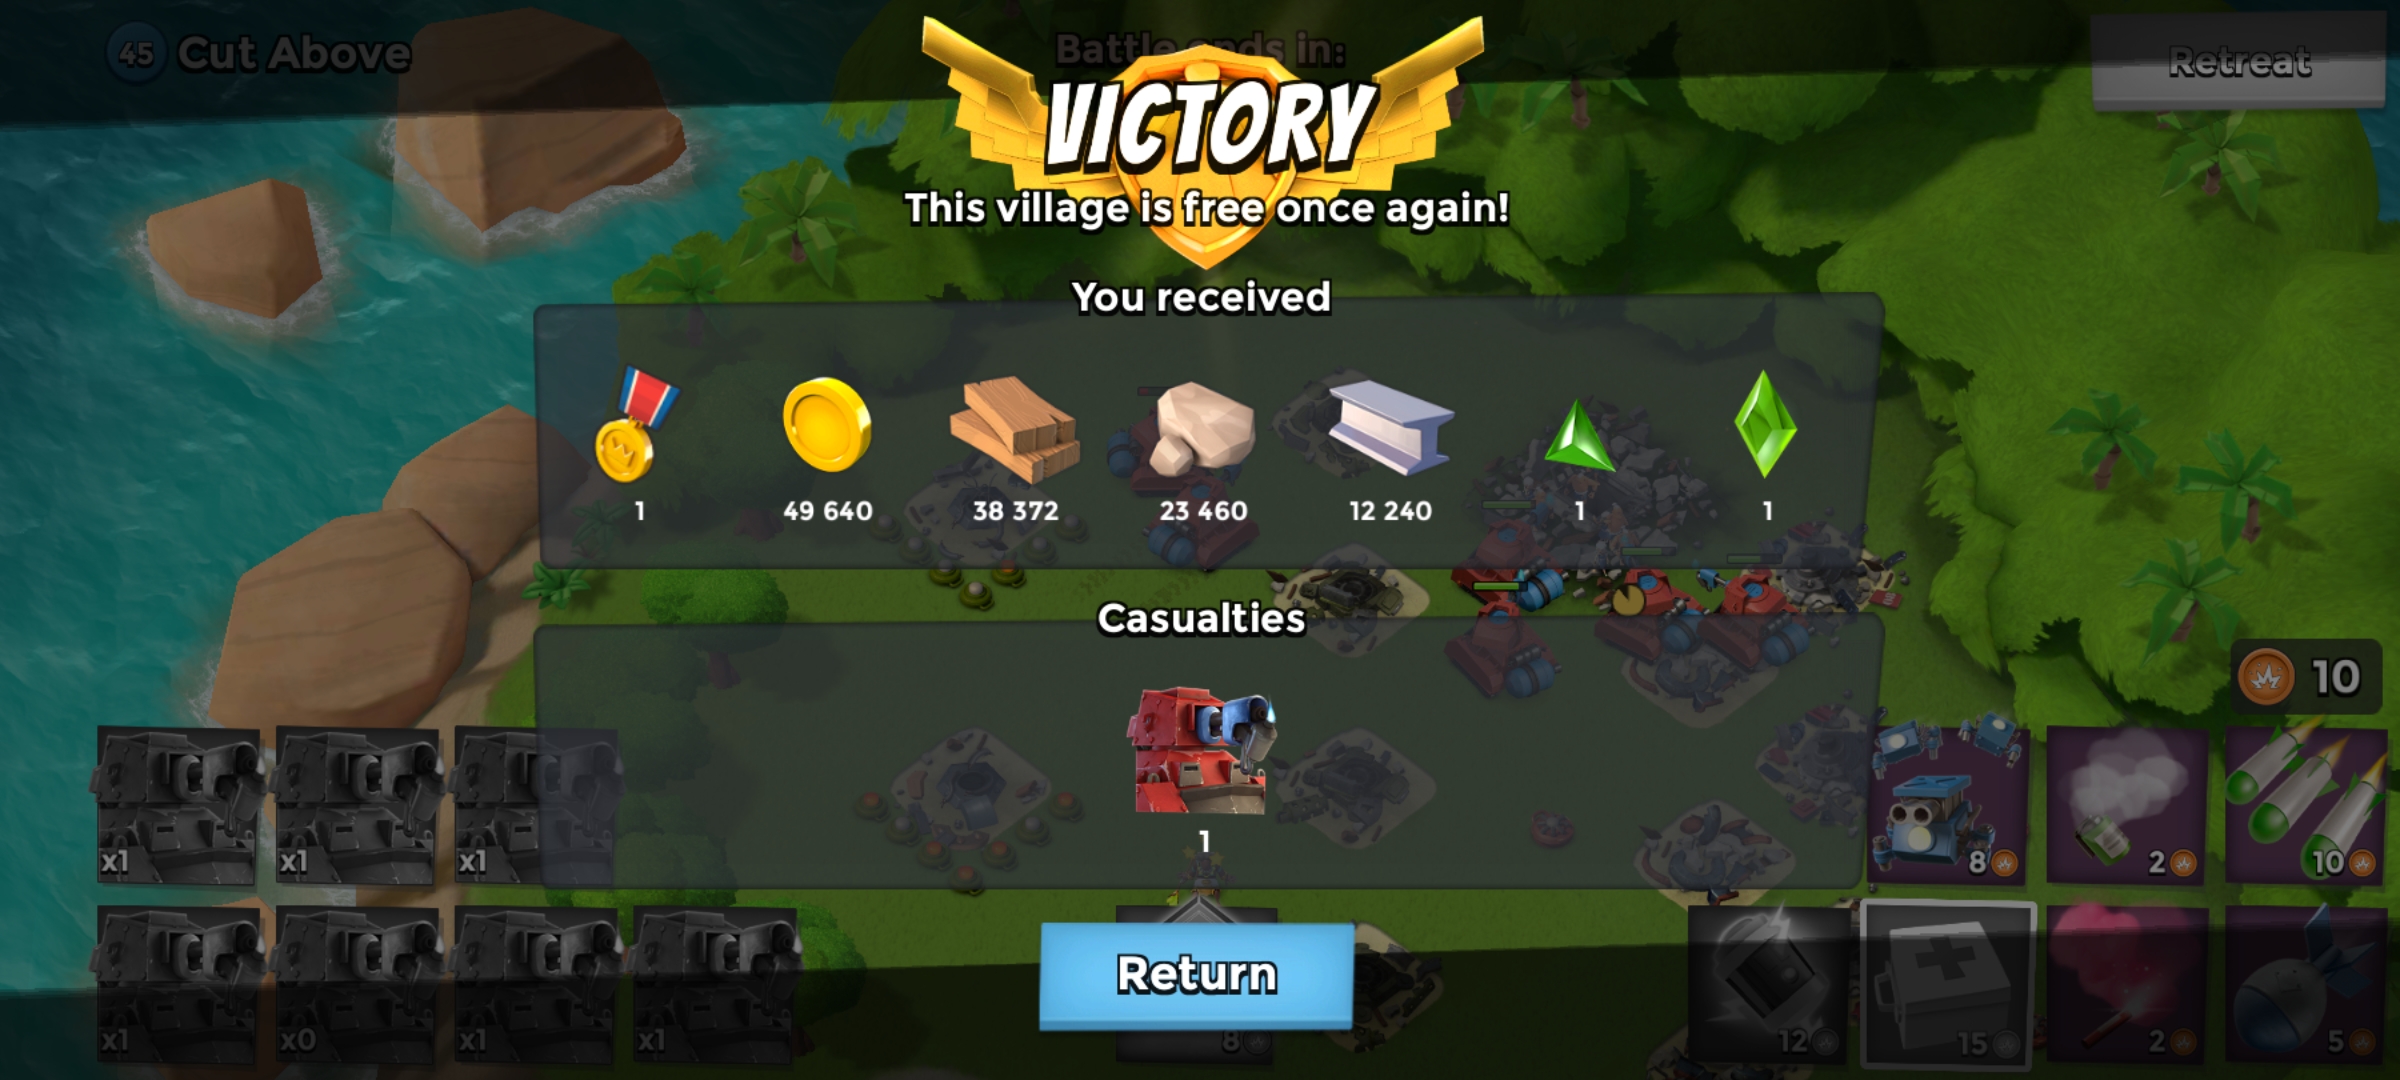 45 Cut Above
Battle ends in:
Retreat
VICTORY
This village is free once again!
You received
1
49 640
38 372
23 460
12 240
1
1
Casualties
1
10
x1
x1
x1
8
2
10
x1
x0
x1
x1
Return
8
12
15
2
5